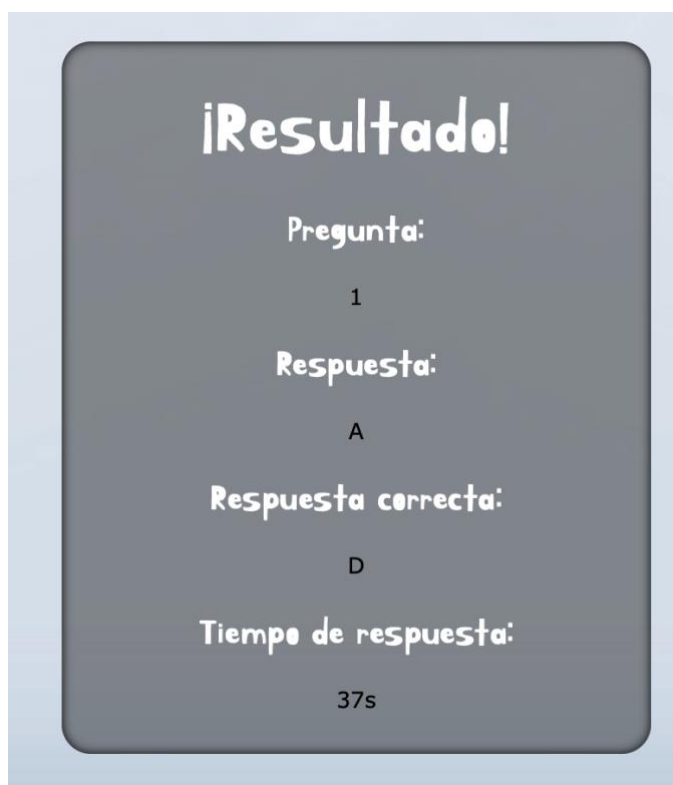 ¡Resultado!
Pregunta:
1
Respuesta:
A
Respuesta correcta:
D
Tiempo de respuesta:
37s